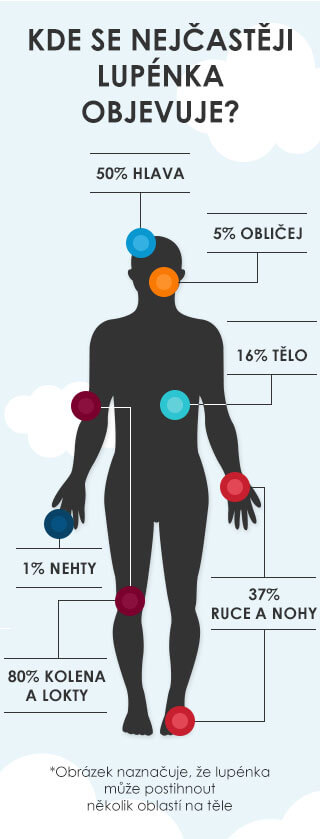 KDE SE NEJČASTĚJI
LUPÉNKA
OBJEVUJE?
50% HLAVA
5% OBLIČEJ
16% TĚLO
1% NEHTY
37%
RUCE A NOHY
80% KOLENA
A LOKTY
*Obrázek naznačuje, že lupénka
může postihnout
několik oblastí na těle